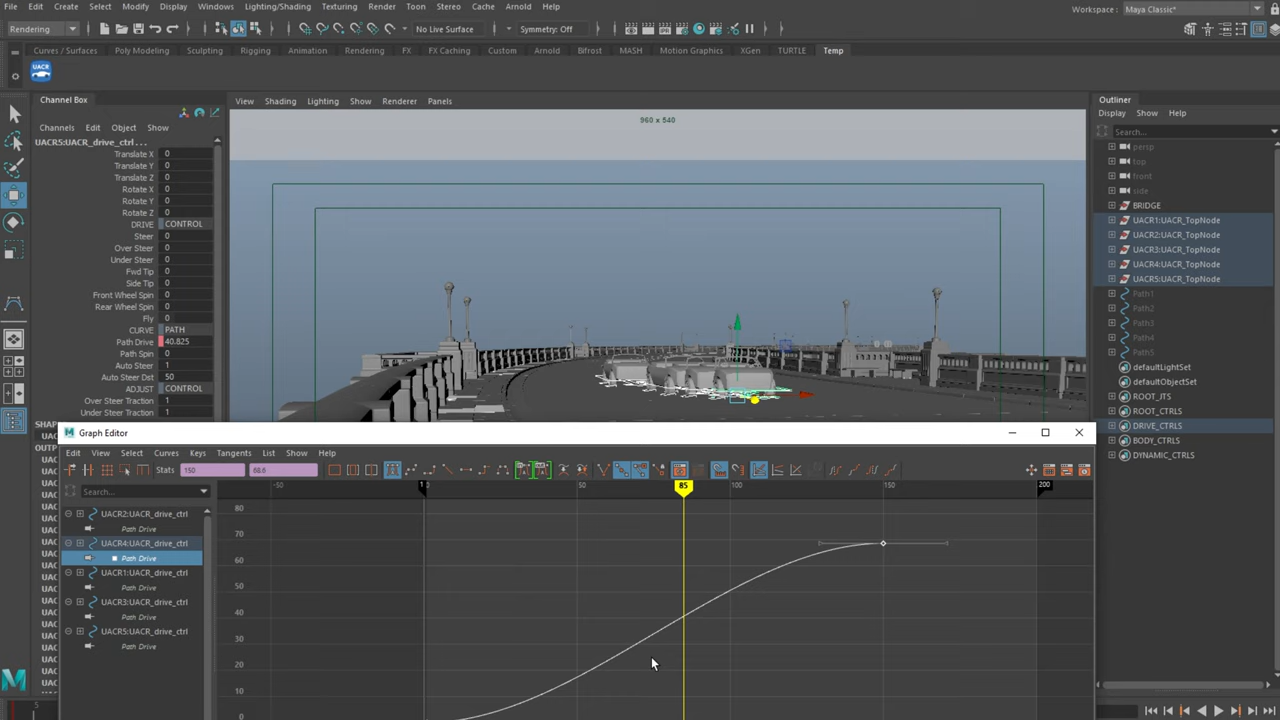 File Edit Create Select Modify Display Windows Lighting/Shading Texturing Render Toon Stereo Cache Arnold Help
Workspace : Maya Classic*
Rendering No Live Surface Symmetry: Off
Curves / Surfaces Poly Modeling Sculpting Rigging Animation Rendering FX FX Caching Custom Arnold Bifrost MASH Motion Graphics XGen TURTLE Temp
UACR
Channel Box
Channels Edit Object Show
UACR5:UACR_drive_ctrl ...
Translate X 0
Translate Y 0
Translate Z 0
Rotate X 0
Rotate Y 0
Rotate Z 0
DRIVE CONTROL
Steer 0
Over Steer 0
Under Steer 0
Fwd Tip 0
Side Tip 0
Front Wheel Spin 0
Rear Wheel Spin 0
Fly 0
CURVE PATH
Path Drive 40.825
Path Spin 0
Auto Steer 1
Auto Steer Dst 50
ADJUST CONTROL
Over Steer Traction 1
Under Steer Traction 1
View Shading Lighting Show Renderer Panels
960 x 540
Outliner
Display Show Help
Search...
persp
top
front
side
BRIDGE
UACR1:UACR_TopNode
UACR2:UACR_TopNode
UACR3:UACR_TopNode
UACR4:UACR_TopNode
UACR5:UACR_TopNode
Path1
Path2
Path3
Path4
Path5
defaultLightSet
defaultObjectSet
ROOT_JTS
ROOT_CTRLS
DRIVE_CTRLS
BODY_CTRLS
DYNAMIC_CTRLS
Graph Editor
Edit View Select Curves Keys Tangents List Show Help
Stats 150 68.6
Search...
UACR2:UACR_drive_ctrl
Path Drive
UACR4:UACR_drive_ctrl
Path Drive
UACR1:UACR_drive_ctrl
Path Drive
UACR3:UACR_drive_ctrl
Path Drive
UACR5:UACR_drive_ctrl
Path Drive
-50 1 0 50 85 100 150 200
80
70
60
50
40
30
20
10
0
5